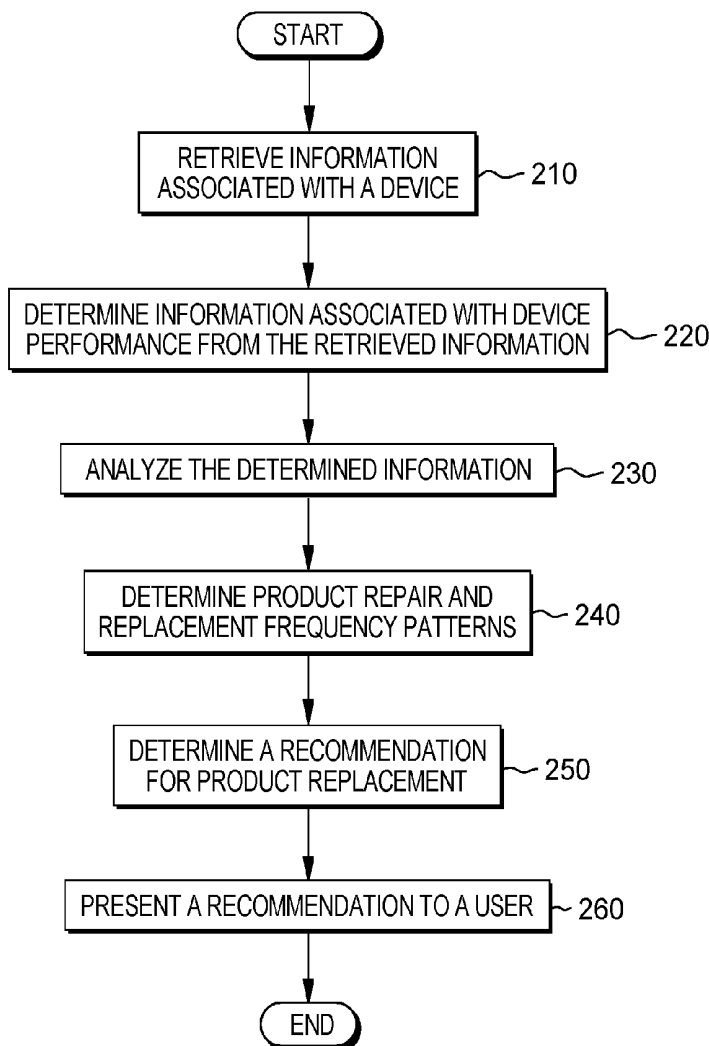 START
RETRIEVE INFORMATION
ASSOCIATED WITH A DEVICE
210
DETERMINE INFORMATION ASSOCIATED WITH DEVICE
PERFORMANCE FROM THE RETRIEVED INFORMATION
220
ANALYZE THE DETERMINED INFORMATION
230
DETERMINE PRODUCT REPAIR AND
REPLACEMENT FREQUENCY PATTERNS
240
DETERMINE A RECOMMENDATION
FOR PRODUCT REPLACEMENT
250
PRESENT A RECOMMENDATION TO A USER
260
END